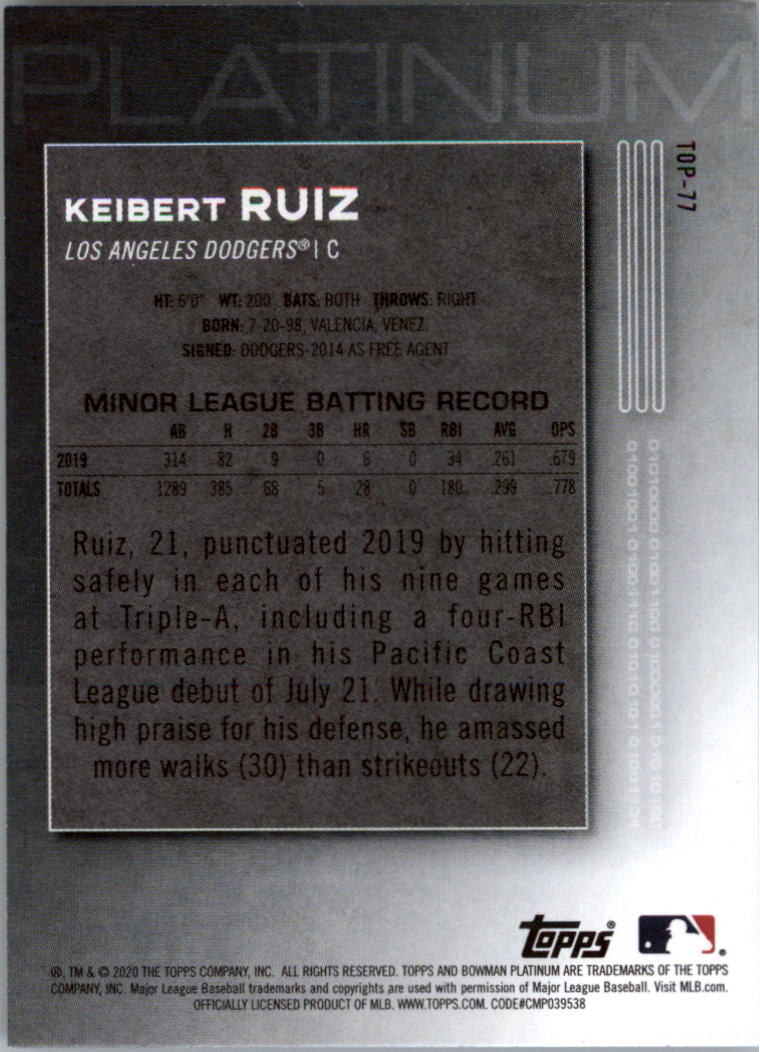 PLATINUM
TOP-77
KEIBERT RUIZ
LOS ANGELES DODGERS® | C
HT: 6'0" WT: 200 BATS: BOTH THROWS: RIGHT
BORN: 7-20-98, VALENCIA, VENEZ.
SIGNED: DODGERS-2014 AS FREE AGENT
MINOR LEAGUE BATTING RECORD
AB H 2B 3B HR SB RBI AVG OPS
2019 314 82 9 0 6 0 34 .261 .679
TOTALS 1289 385 68 5 28 0 180 .299 .778
Ruiz, 21, punctuated 2019 by hitting
safely in each of his nine games
at Triple-A, including a four-RBI
performance in his Pacific Coast
League debut of July 21. While drawing
high praise for his defense, he amassed
more walks (30) than strikeouts (22).
topps®
®, TM & © 2020 THE TOPPS COMPANY, INC. ALL RIGHTS RESERVED. TOPPS AND BOWMAN PLATINUM ARE TRADEMARKS OF THE TOPPS
COMPANY, INC. Major League Baseball trademarks and copyrights are used with permission of Major League Baseball. Visit MLB.com.
OFFICIALLY LICENSED PRODUCT OF MLB. WWW.TOPPS.COM. CODE#CMP039538